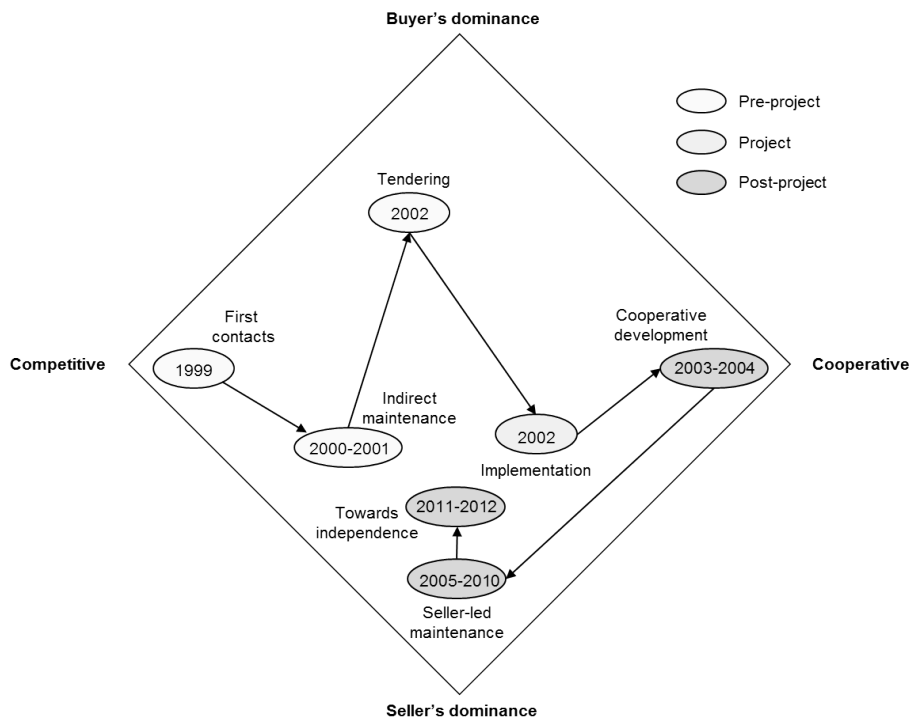 Buyer's dominance
Pre-project
Project
Post-project
Tendering
2002
First
contacts
Cooperative
development
Competitive
1999
2003-2004
Cooperative
Indirect
maintenance
2000-2001
2002
Implementation
Towards
independence
2011-2012
2005-2010
Seller-led
maintenance
Seller's dominance